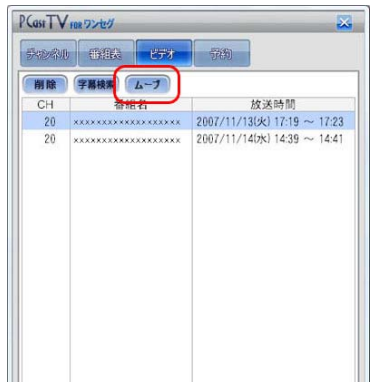 PCastTV FOR ワンセグ
チャンネル 番組表 ビデオ 予約
削除 字幕検索 ムーブ
CH 番組名 放送時間
20 ××××××××××××××××××× 2007/11/13(火) 17:19 ～ 17:23
20 ××××××××××××××××××× 2007/11/14(水) 14:39 ～ 14:41